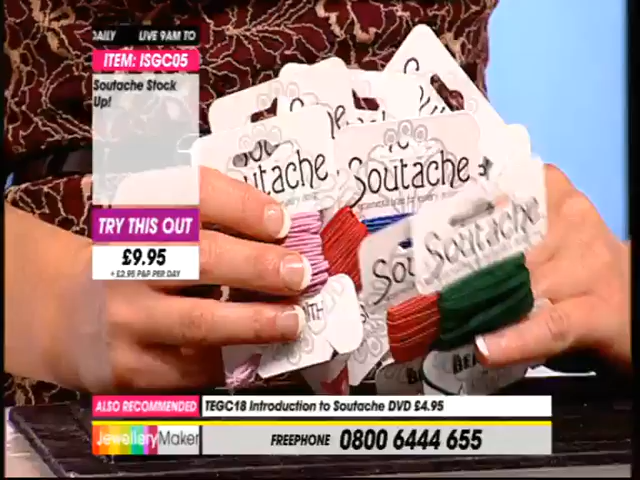 DAILY LIVE 9AM TO
ITEM: ISGC05
Soutache Stock
Up!
TRY THIS OUT
£9.95
+ £2.95 P&P PER DAY
Soutache
Soutache
Soutache
ALSO RECOMMENDED TEGC18 Introduction to Soutache DVD £4.95
JewelleryMaker FREEPHONE 0800 6444 655